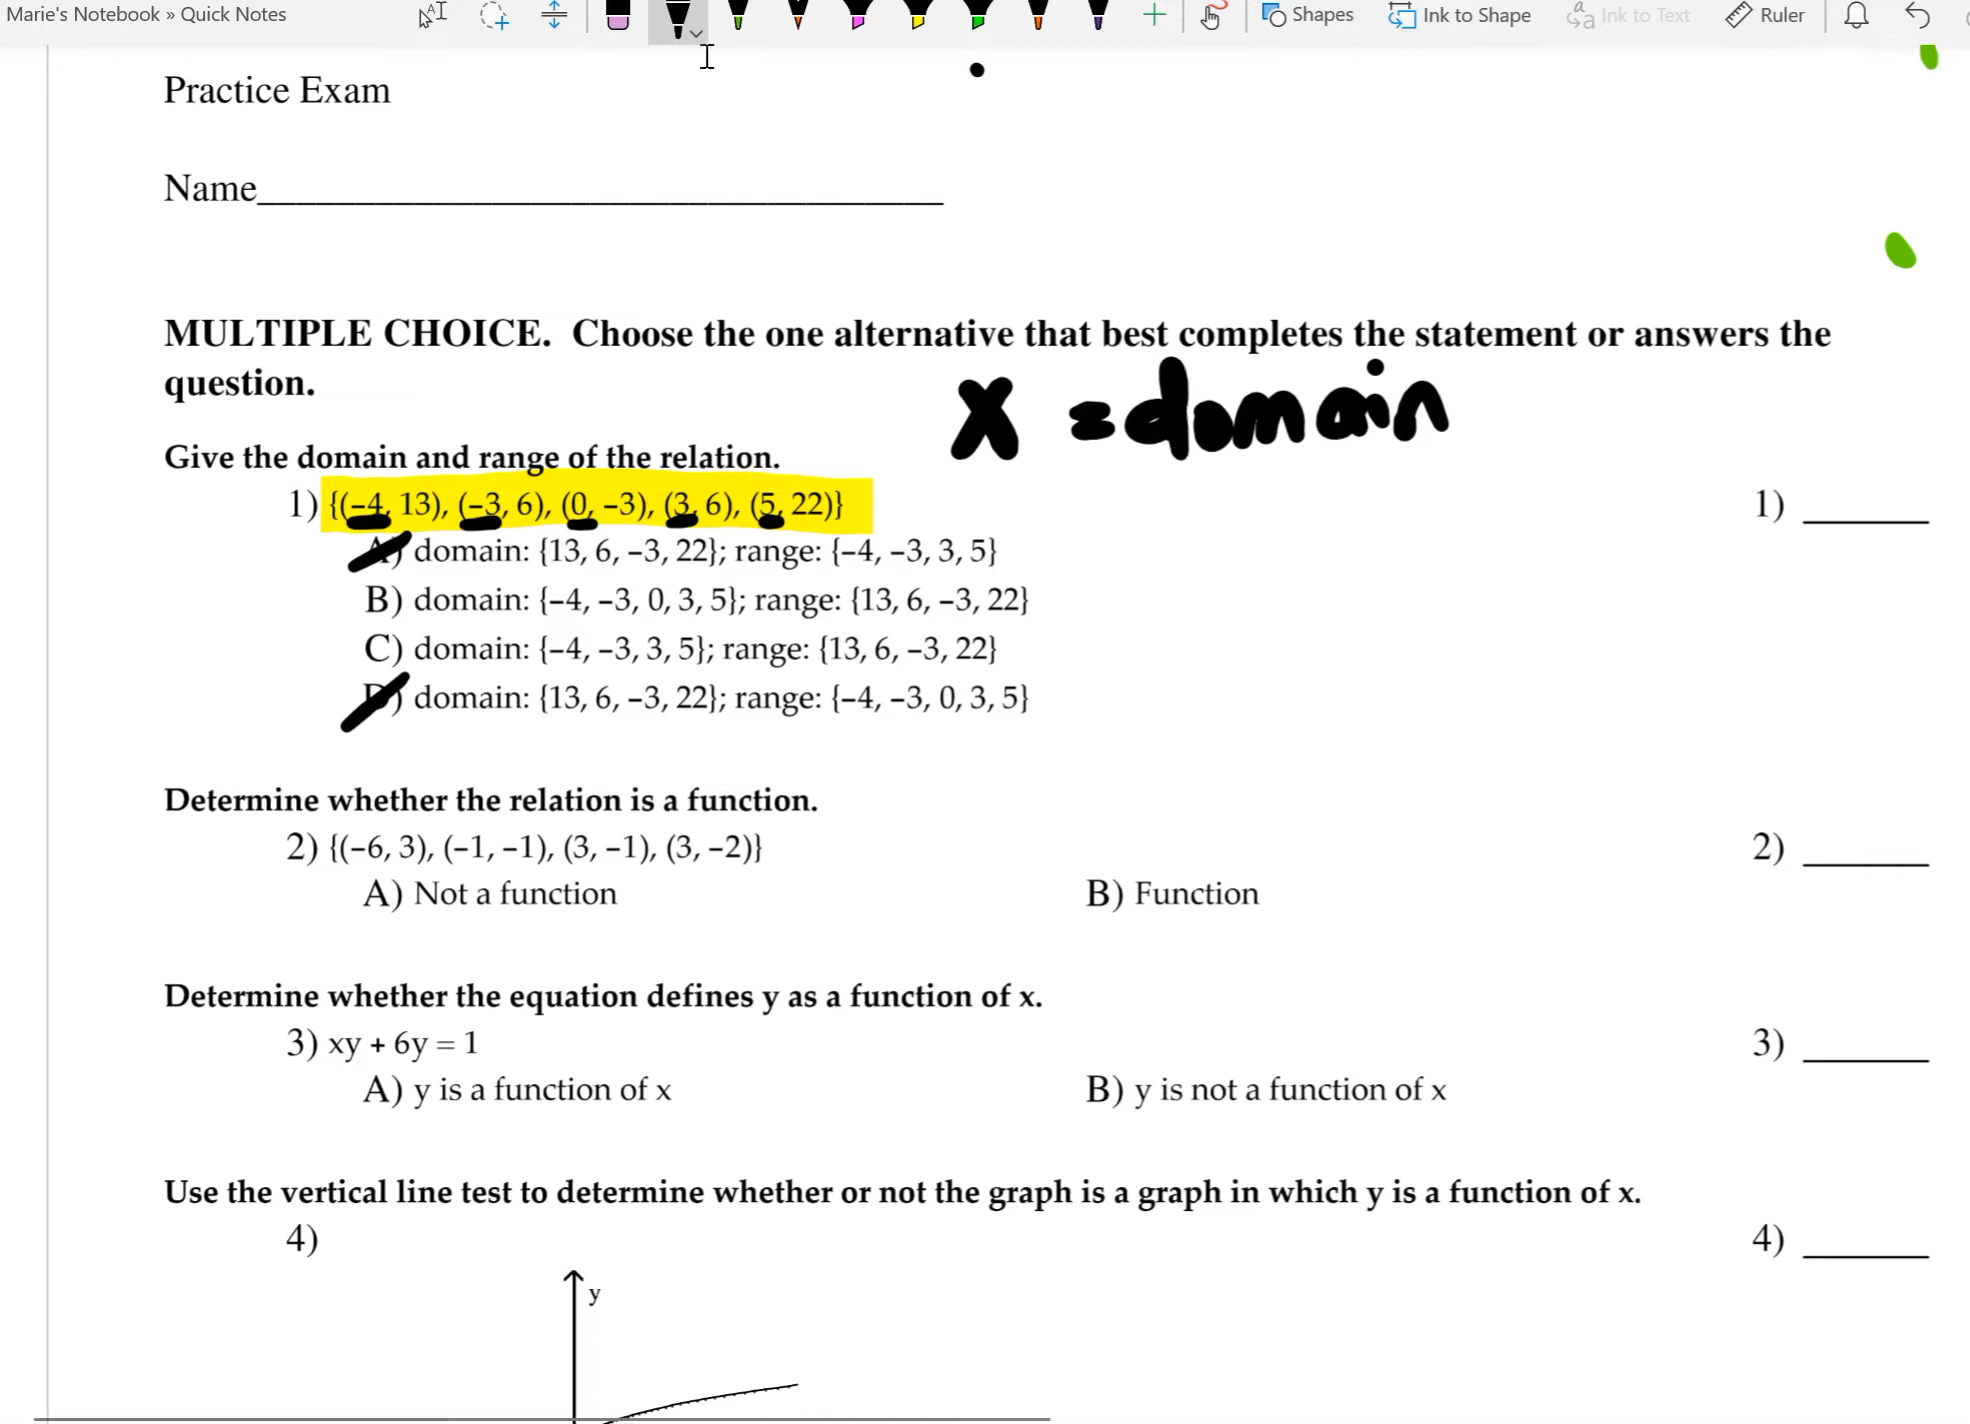 Marie's Notebook » Quick Notes
Shapes Ink to Shape Ink to Text Ruler
Practice Exam
Name____________________________________
MULTIPLE CHOICE. Choose the one alternative that best completes the statement or answers the
question.
X =domain
Give the domain and range of the relation.
1) {(−4, 13), (−3, 6), (0, −3), (3, 6), (5, 22)} 1) ______
A) domain: {13, 6, −3, 22}; range: {−4, −3, 3, 5}
B) domain: {−4, −3, 0, 3, 5}; range: {13, 6, −3, 22}
C) domain: {−4, −3, 3, 5}; range: {13, 6, −3, 22}
D) domain: {13, 6, −3, 22}; range: {−4, −3, 0, 3, 5}
Determine whether the relation is a function.
2) {(−6, 3), (−1, −1), (3, −1), (3, −2)} 2) ______
A) Not a function B) Function
Determine whether the equation defines y as a function of x.
3) xy + 6y = 1 3) ______
A) y is a function of x B) y is not a function of x
Use the vertical line test to determine whether or not the graph is a graph in which y is a function of x.
4) 4) ______
y